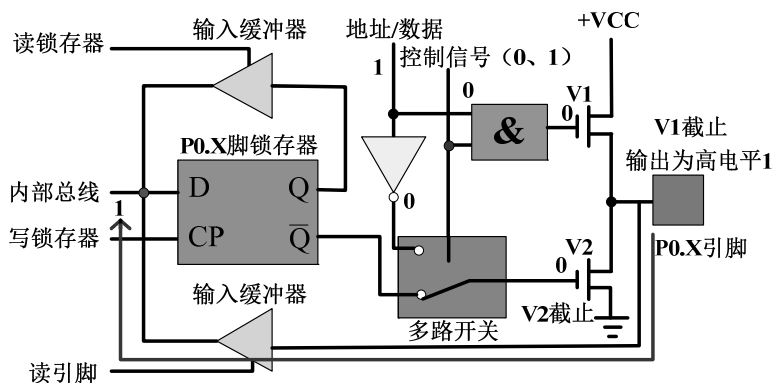 读锁存器
输入缓冲器
地址/数据
+VCC
控制信号（0、1）
1
0
V1
0
&
V1截止
输出为高电平1
P0.X脚锁存器
内部总线
D
Q
0
1
写锁存器
CP
Q̅
V2
P0.X引脚
0
输入缓冲器
V2截止
多路开关
读引脚